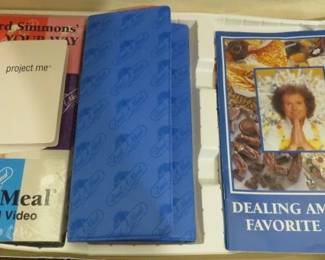 rd Simmons'
YOUR WAY
project me
Meal
Video
DEALING AM
FAVORITE